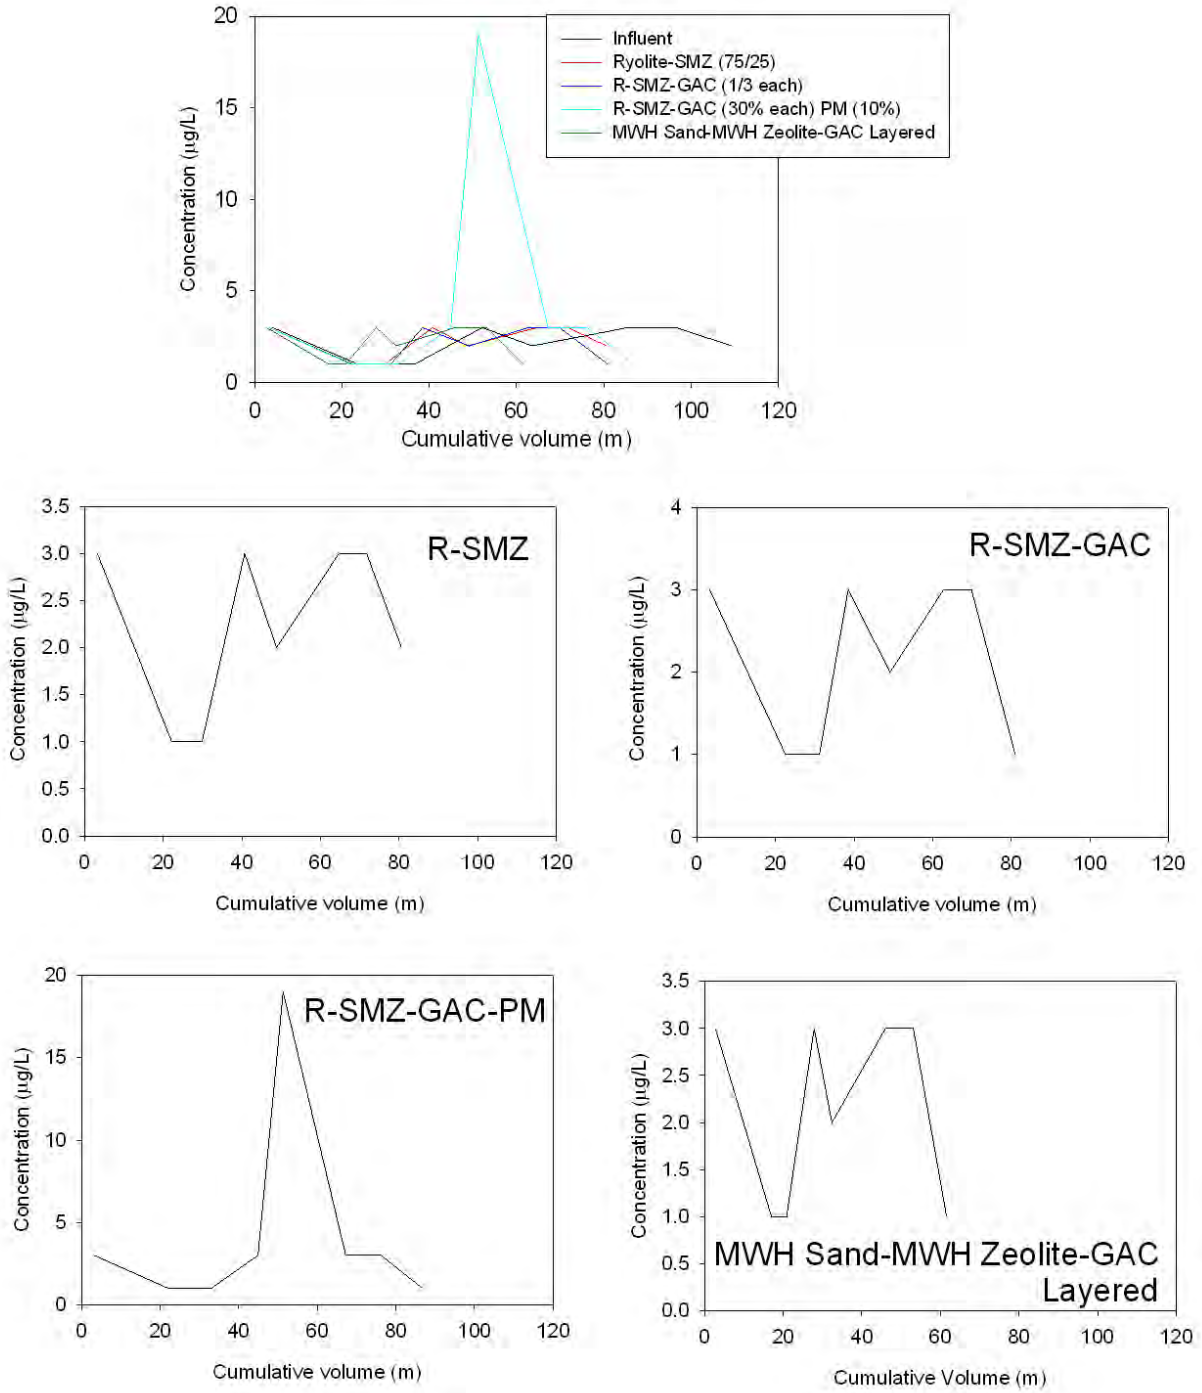 20
15
10
5
0
Concentration (µg/L)
Influent
Ryolite-SMZ (75/25)
R-SMZ-GAC (1/3 each)
R-SMZ-GAC (30% each) PM (10%)
MWH Sand-MWH Zeolite-GAC Layered
0 20 40 60 80 100 120
Cumulative volume (m)
3.5
3.0
2.5
2.0
1.5
1.0
0.5
0.0
Concentration (µg/L)
R-SMZ
0 20 40 60 80 100 120
Cumulative volume (m)
4
3
2
1
0
Concentration (µg/L)
R-SMZ-GAC
0 20 40 60 80 100 120
Cumulative volume (m)
20
15
10
5
0
Concentration (µg/L)
R-SMZ-GAC-PM
0 20 40 60 80 100 120
Cumulative volume (m)
3.5
3.0
2.5
2.0
1.5
1.0
0.5
0.0
Concentration (µg/L)
MWH Sand-MWH Zeolite-GAC
Layered
0 20 40 60 80 100 120
Cumulative Volume (m)